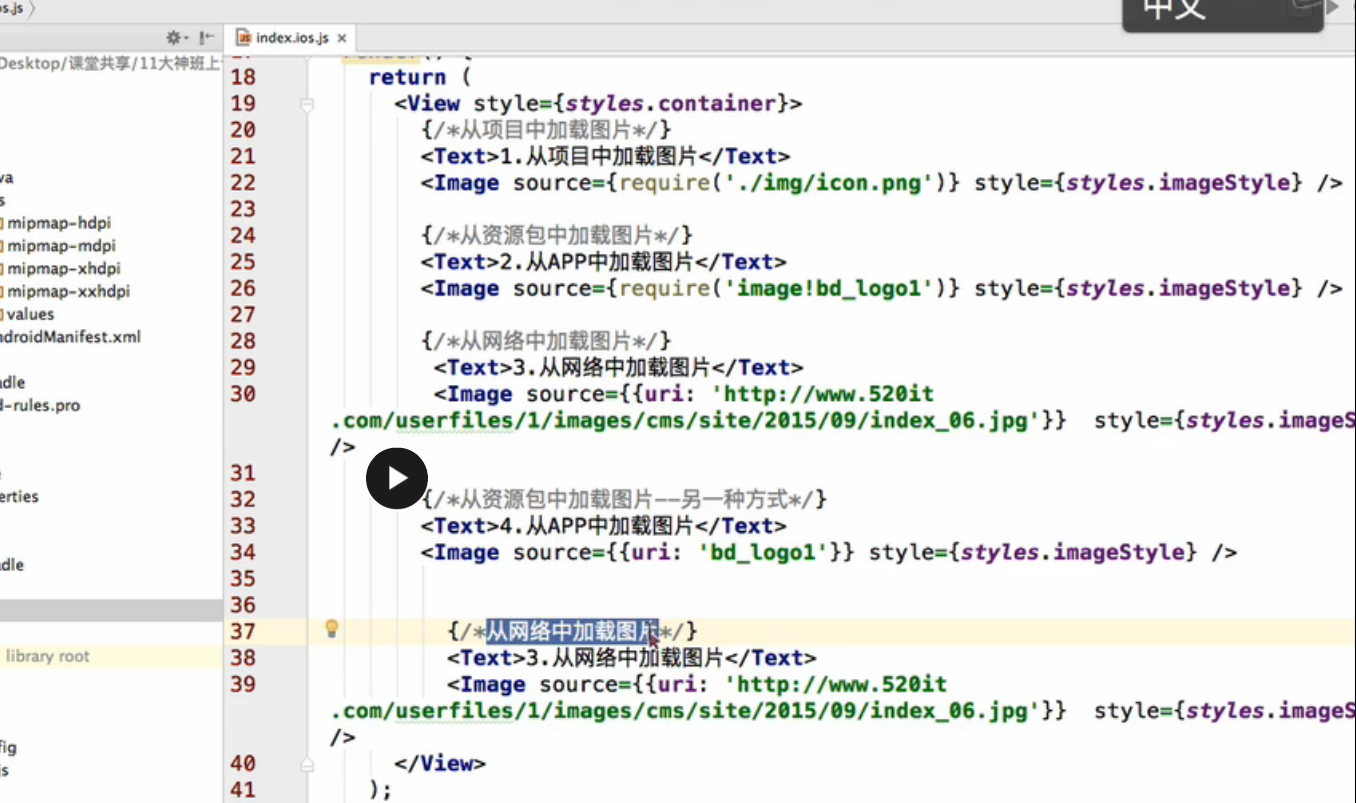 s.js
中文
index.ios.js
Desktop/课堂共享/11大神班上
mipmap-hdpi
mipmap-mdpi
mipmap-xhdpi
mipmap-xxhdpi
values
ndroidManifest.xml
d-rules.pro
library root
18 return (
19 <View style={styles.container}>
20 {/*从项目中加载图片*/}
21 <Text>1.从项目中加载图片</Text>
22 <Image source={require('./img/icon.png')} style={styles.imageStyle} />
23
24 {/*从资源包中加载图片*/}
25 <Text>2.从APP中加载图片</Text>
26 <Image source={require('image!bd_logo1')} style={styles.imageStyle} />
27
28 {/*从网络中加载图片*/}
29 <Text>3.从网络中加载图片</Text>
30 <Image source={{uri: 'http://www.520it
.com/userfiles/1/images/cms/site/2015/09/index_06.jpg'}} style={styles.imageS
/>
31
32 {/*从资源包中加载图片--另一种方式*/}
33 <Text>4.从APP中加载图片</Text>
34 <Image source={{uri: 'bd_logo1'}} style={styles.imageStyle} />
35
36
37 {/*从网络中加载图片*/}
38 <Text>3.从网络中加载图片</Text>
39 <Image source={{uri: 'http://www.520it
.com/userfiles/1/images/cms/site/2015/09/index_06.jpg'}} style={styles.imageS
/>
40 </View>
41 );